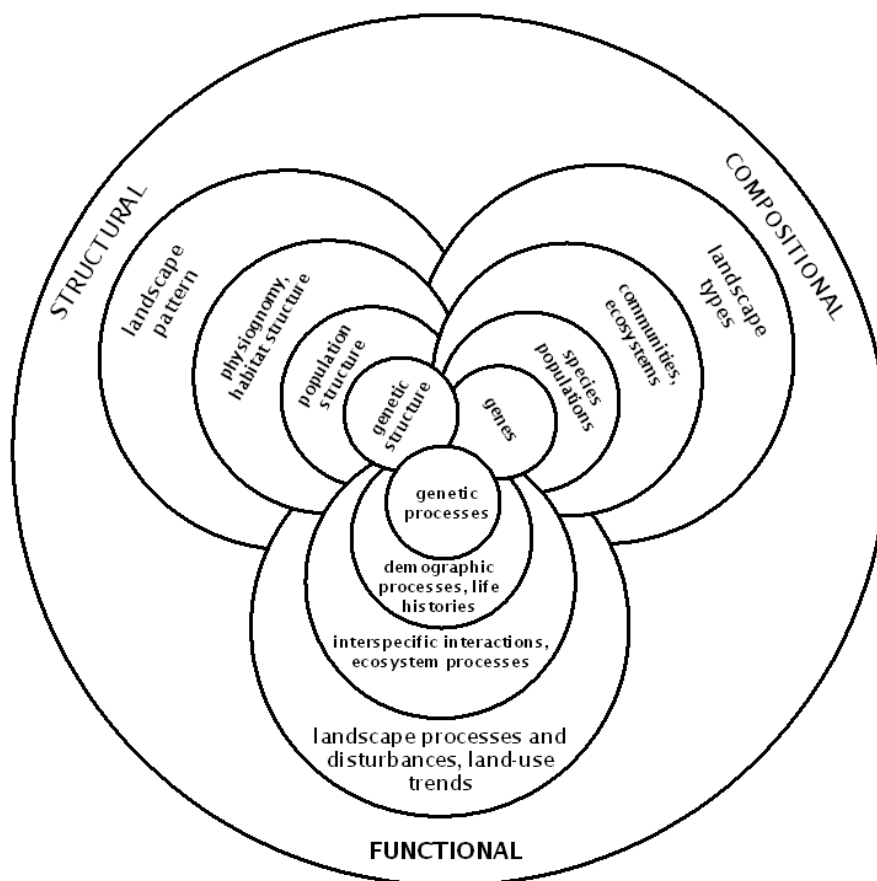 STRUCTURAL
landscape
pattern
physiognomy,
habitat structure
population
structure
genetic
structure
COMPOSITIONAL
landscape
types
communities,
ecosystems
species
populations
genes
genetic
processes
demographic
processes, life
histories
interspecific interactions,
ecosystem processes
landscape processes and
disturbances, land-use
trends
FUNCTIONAL